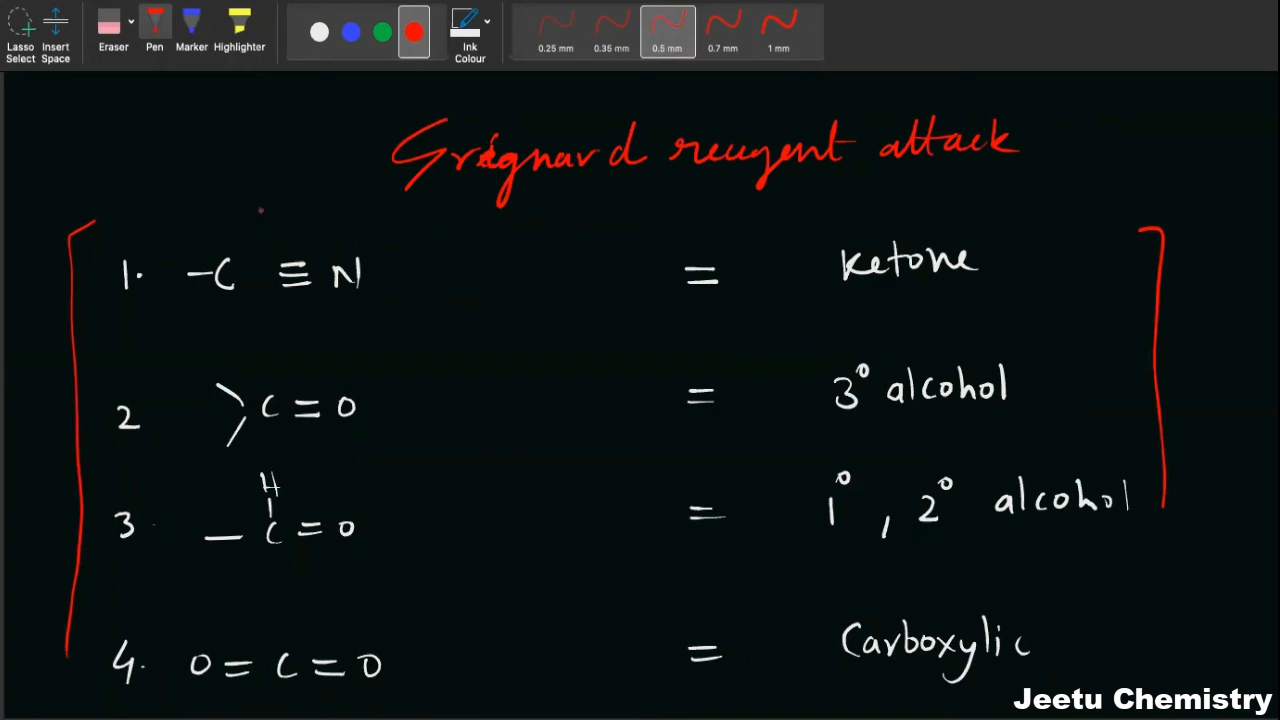 Lasso Select
Insert Space
Eraser
Pen
Marker
Highlighter
Ink Colour
0.25 mm
0.35 mm
0.5 mm
0.7 mm
1 mm
Grignard reagent attack
1. -C ≡ N = Ketone
2 >C = O = 3° alcohol
H
3 - C = O = 1°, 2° alcohol
4. O = C = O = Carboxylic
Jeetu Chemistry